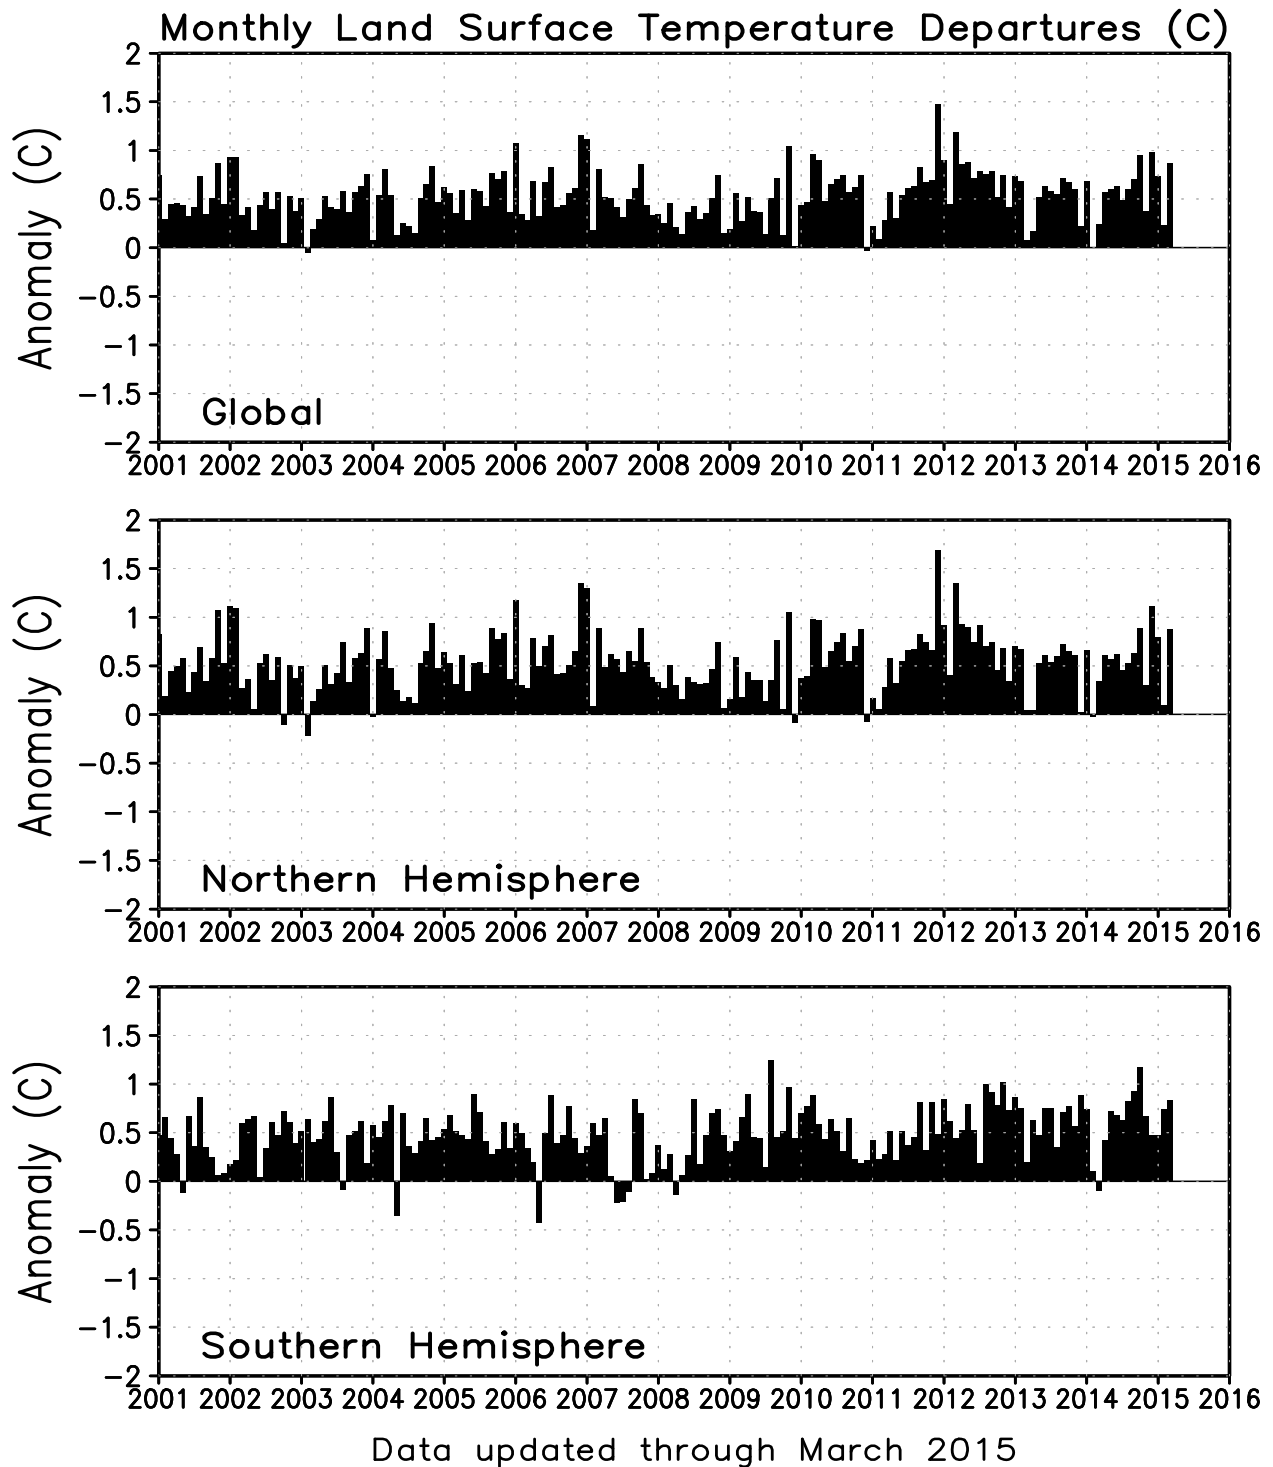 Monthly Land Surface Temperature Departures (C)
2
1.5
1
0.5
0
−0.5
−1
−1.5
−2
Anomaly (C)
Global
2001 2002 2003 2004 2005 2006 2007 2008 2009 2010 2011 2012 2013 2014 2015 2016
2
1.5
1
0.5
0
−0.5
−1
−1.5
−2
Anomaly (C)
Northern Hemisphere
2001 2002 2003 2004 2005 2006 2007 2008 2009 2010 2011 2012 2013 2014 2015 2016
2
1.5
1
0.5
0
−0.5
−1
−1.5
−2
Anomaly (C)
Southern Hemisphere
2001 2002 2003 2004 2005 2006 2007 2008 2009 2010 2011 2012 2013 2014 2015 2016
Data updated through March 2015